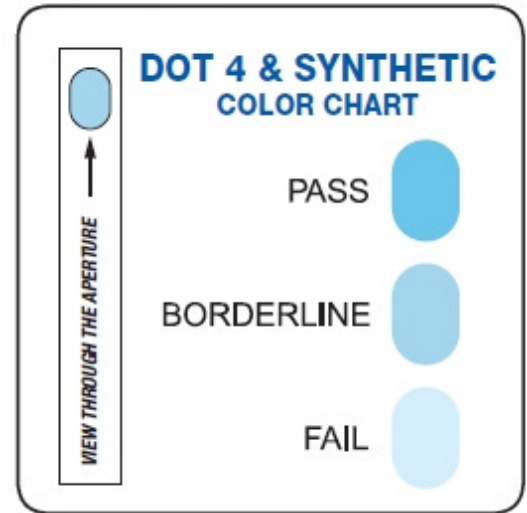 DOT 4 & SYNTHETIC
COLOR CHART
VIEW THROUGH THE APERTURE
PASS
BORDERLINE
FAIL